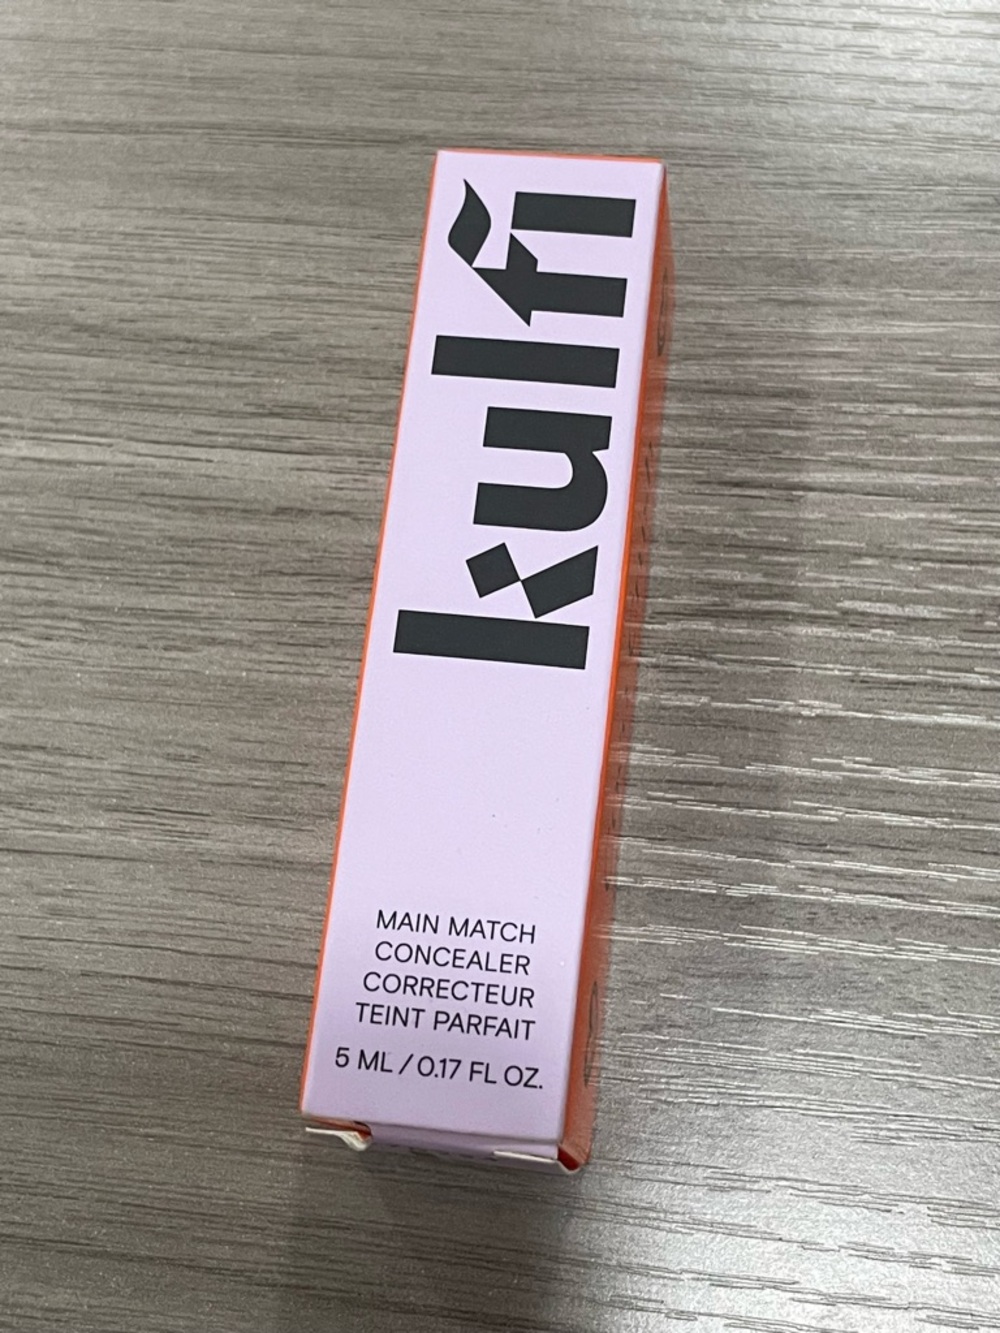 kulfi
MAIN MATCH
CONCEALER
CORRECTEUR
TEINT PARFAIT
5 ML / 0.17 FL OZ.